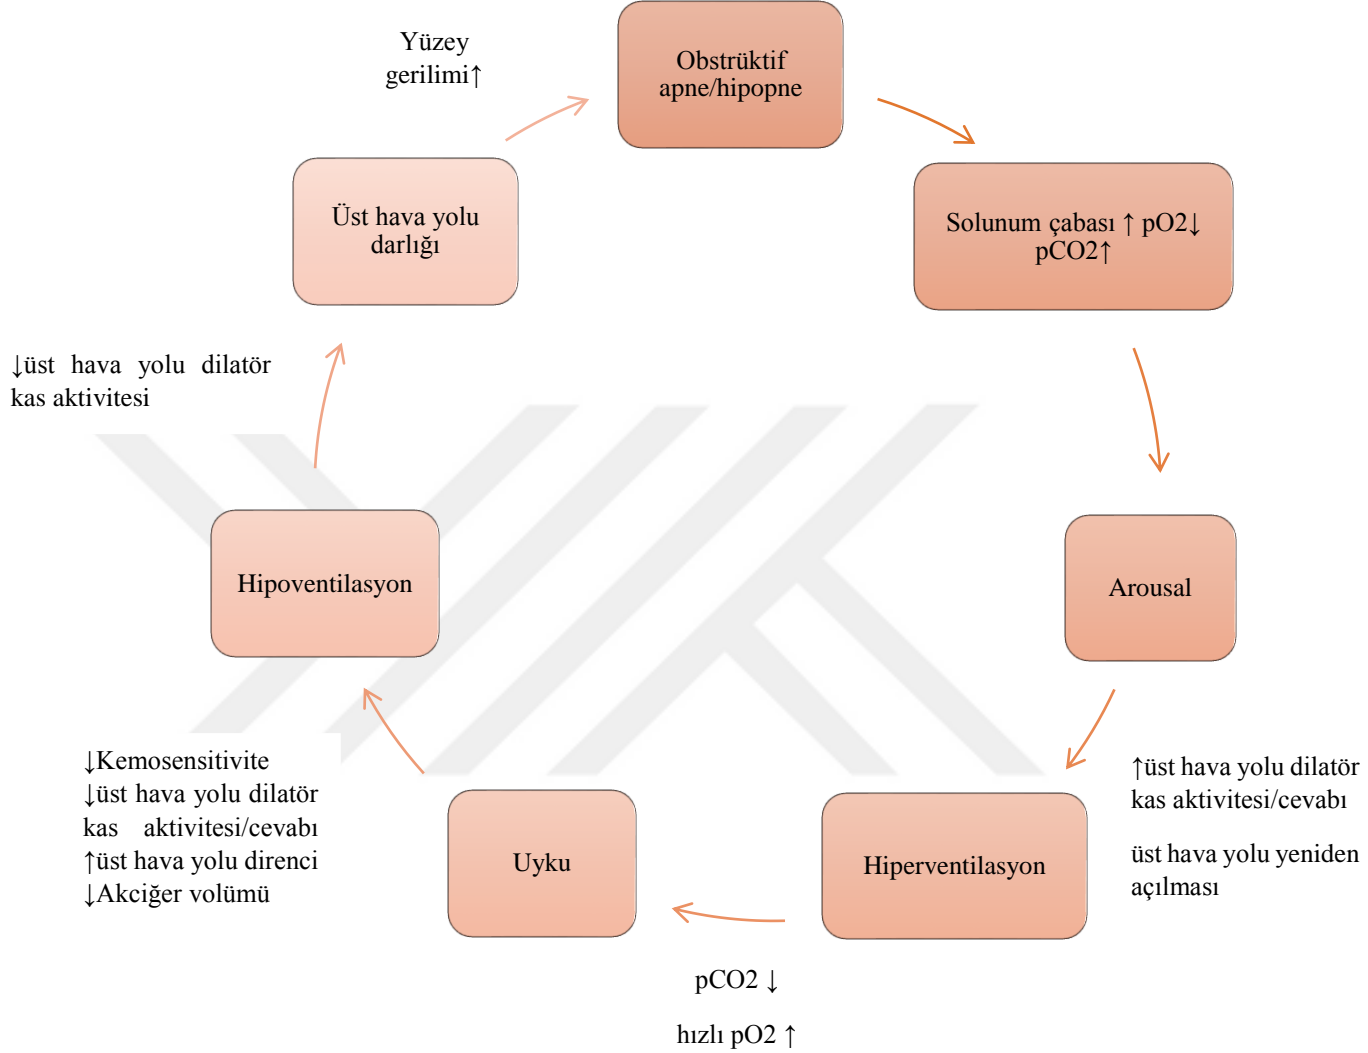 Yüzey
gerilimi↑
Obstrüktif
apne/hipopne
Solunum çabası ↑ pO2↓
pCO2↑
Üst hava yolu
darlığı
↓üst hava yolu dilatör
kas aktivitesi
Hipoventilasyon
Arousal
↓Kemosensitivite
↓üst hava yolu dilatör
kas aktivitesi/cevabı
↑üst hava yolu direnci
↓Akciğer volümü
Uyku
Hiperventilasyon
↑üst hava yolu dilatör
kas aktivitesi/cevabı
üst hava yolu yeniden
açılması
pCO2 ↓
hızlı pO2 ↑